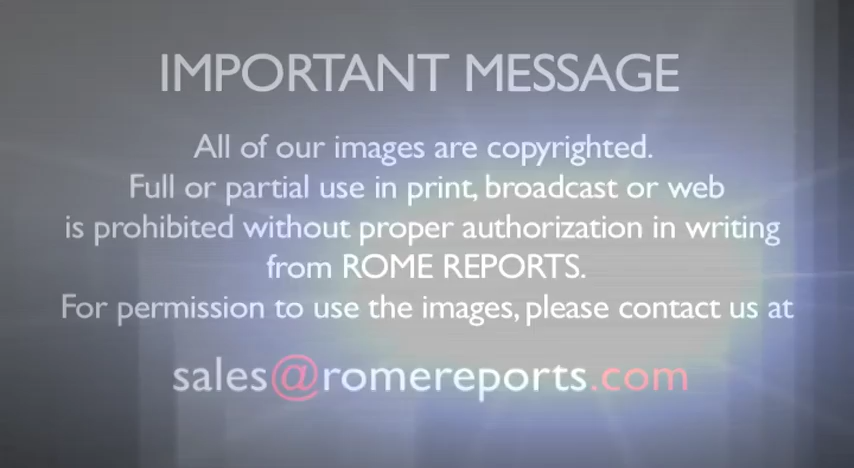 IMPORTANT MESSAGE
All of our images are copyrighted.
Full or partial use in print, broadcast or web
is prohibited without proper authorization in writing
from ROME REPORTS.
For permission to use the images, please contact us at
sales@romereports.com